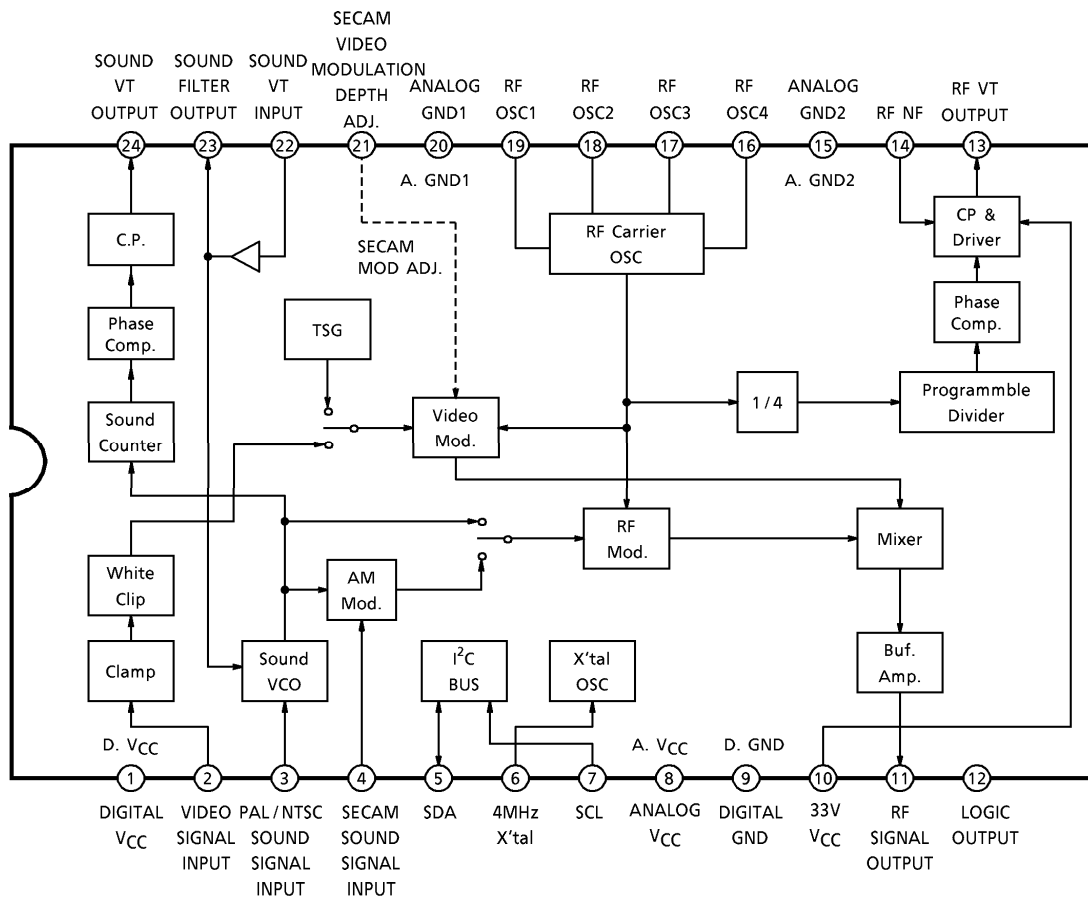 SOUND
VT
OUTPUT
SOUND
FILTER
OUTPUT
SOUND
VT
INPUT
SECAM
VIDEO
MODULATION
DEPTH
ADJ.
ANALOG
GND1
RF
OSC1
RF
OSC2
RF
OSC3
RF
OSC4
ANALOG
GND2
RF NF
RF VT
OUTPUT
24
23
22
21
20
19
18
17
16
15
14
13
A. GND1
A. GND2
C.P.
SECAM
MOD ADJ.
RF Carrier
OSC
CP &
Driver
Phase
Comp.
TSG
Phase
Comp.
Sound
Counter
Video
Mod.
1/4
Programmble
Divider
White
Clip
AM
Mod.
RF
Mod.
Mixer
Clamp
Sound
VCO
I²C
BUS
X'tal
OSC
Buf.
Amp.
D. VCC
A. VCC
D. GND
1
2
3
4
5
6
7
8
9
10
11
12
DIGITAL
VCC
VIDEO
SIGNAL
INPUT
PAL/NTSC
SOUND
SIGNAL
INPUT
SECAM
SOUND
SIGNAL
INPUT
SDA
4MHz
X'tal
SCL
ANALOG
VCC
DIGITAL
GND
33V
VCC
RF
SIGNAL
OUTPUT
LOGIC
OUTPUT